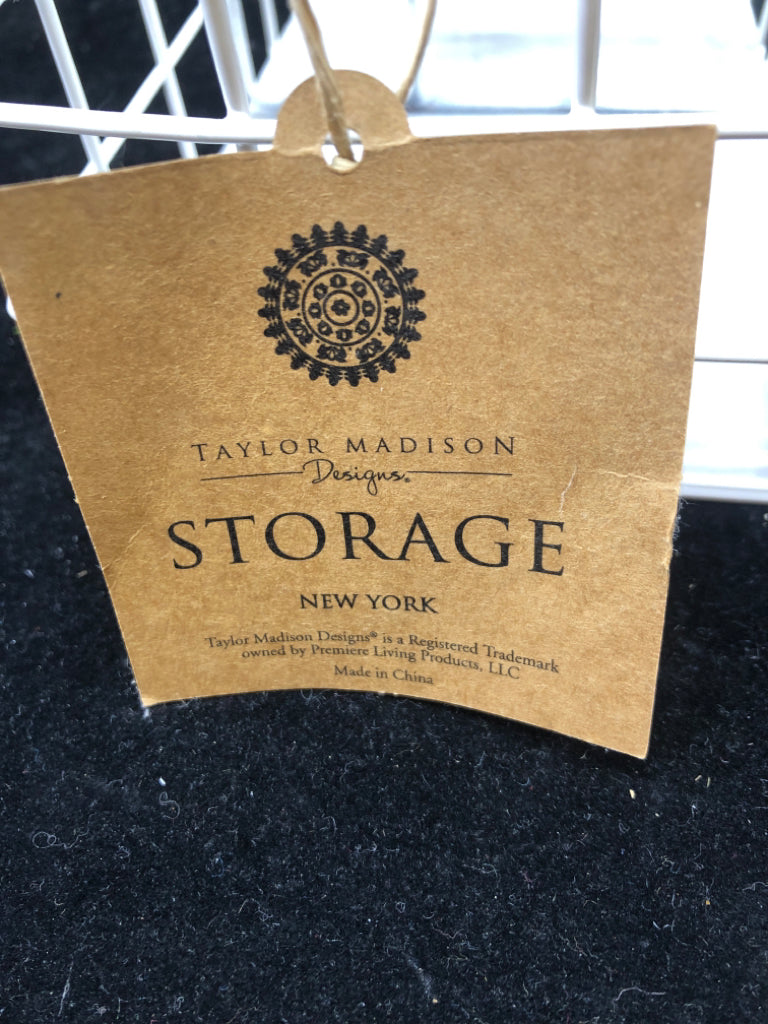 TAYLOR MADISON
Designs®
STORAGE
NEW YORK
Taylor Madison Designs® is a Registered Trademark
owned by Premiere Living Products, LLC
Made in China